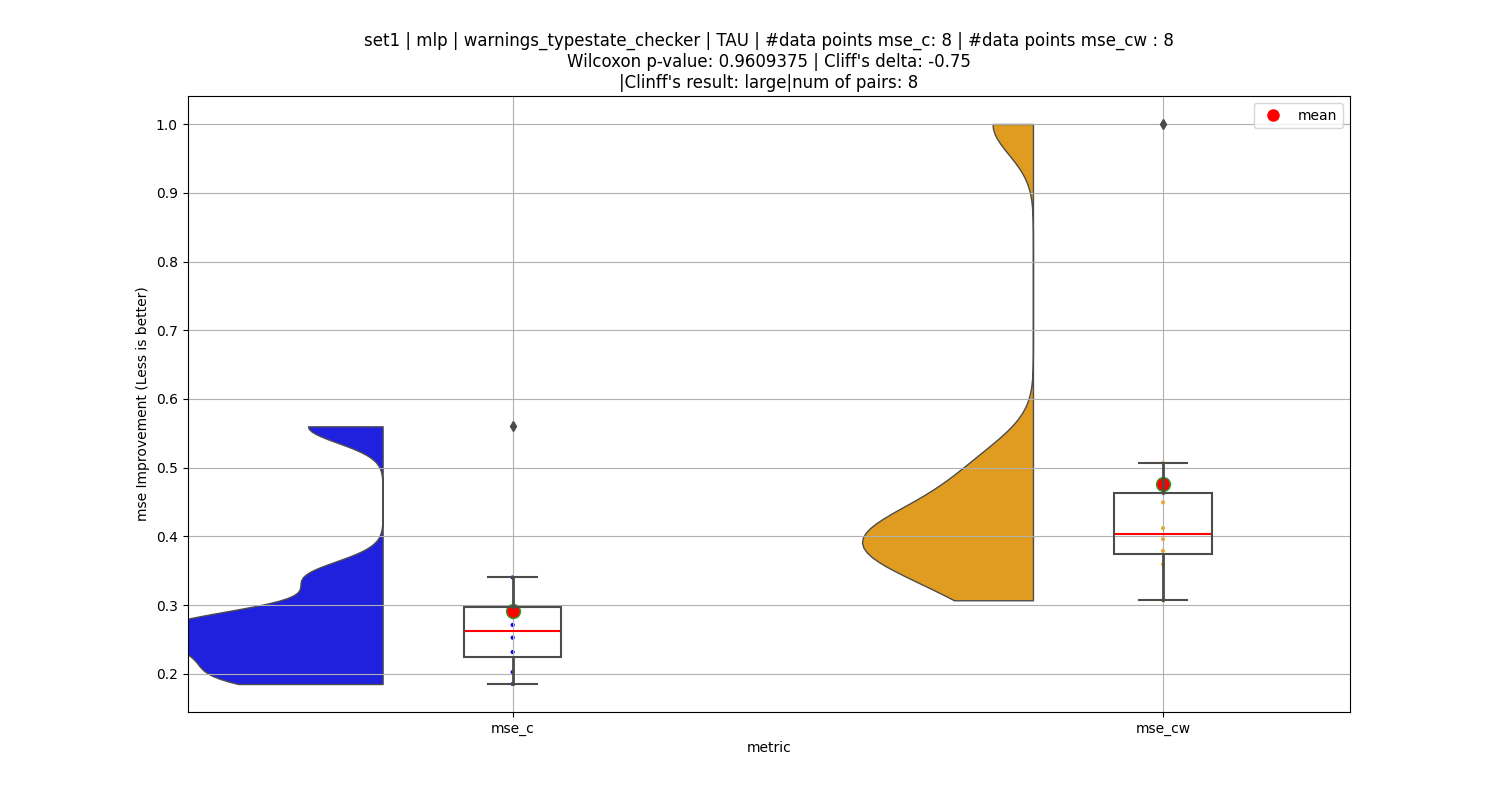 set1 | mlp | warnings_typestate_checker | TAU | #data points mse_c: 8 | #data points mse_cw : 8
Wilcoxon p-value: 0.9609375 | Cliff's delta: -0.75
|Clinff's result: large|num of pairs: 8
mean
1.0
0.9
0.8
0.7
0.6
0.5
0.4
0.3
0.2
mse Improvement (Less is better)
mse_c
mse_cw
metric